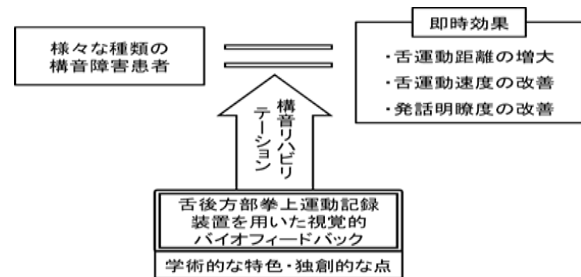 様々な種類の
構音障害患者
即時効果
・舌運動距離の増大
・舌運動速度の改善
・発話明瞭度の改善
構音リハビリ
テーション
舌後方部拳上運動記録
装置を用いた視覚的
バイオフィードバック
学術的な特色・独創的な点